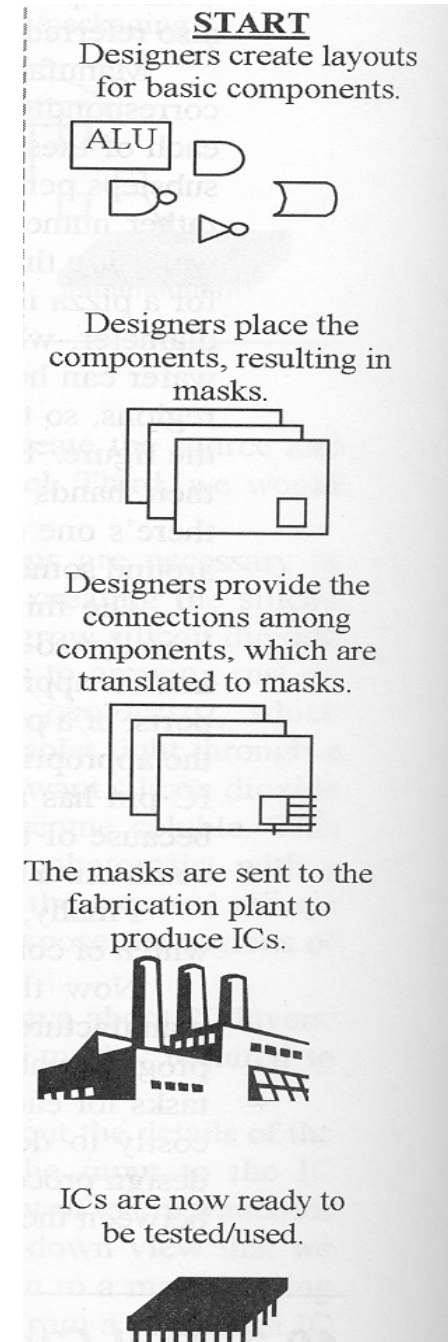 START
Designers create layouts
for basic components.
ALU
Designers place the
components, resulting in
masks.
Designers provide the
connections among
components, which are
translated to masks.
The masks are sent to the
fabrication plant to
produce ICs.
ICs are now ready to
be tested/used.